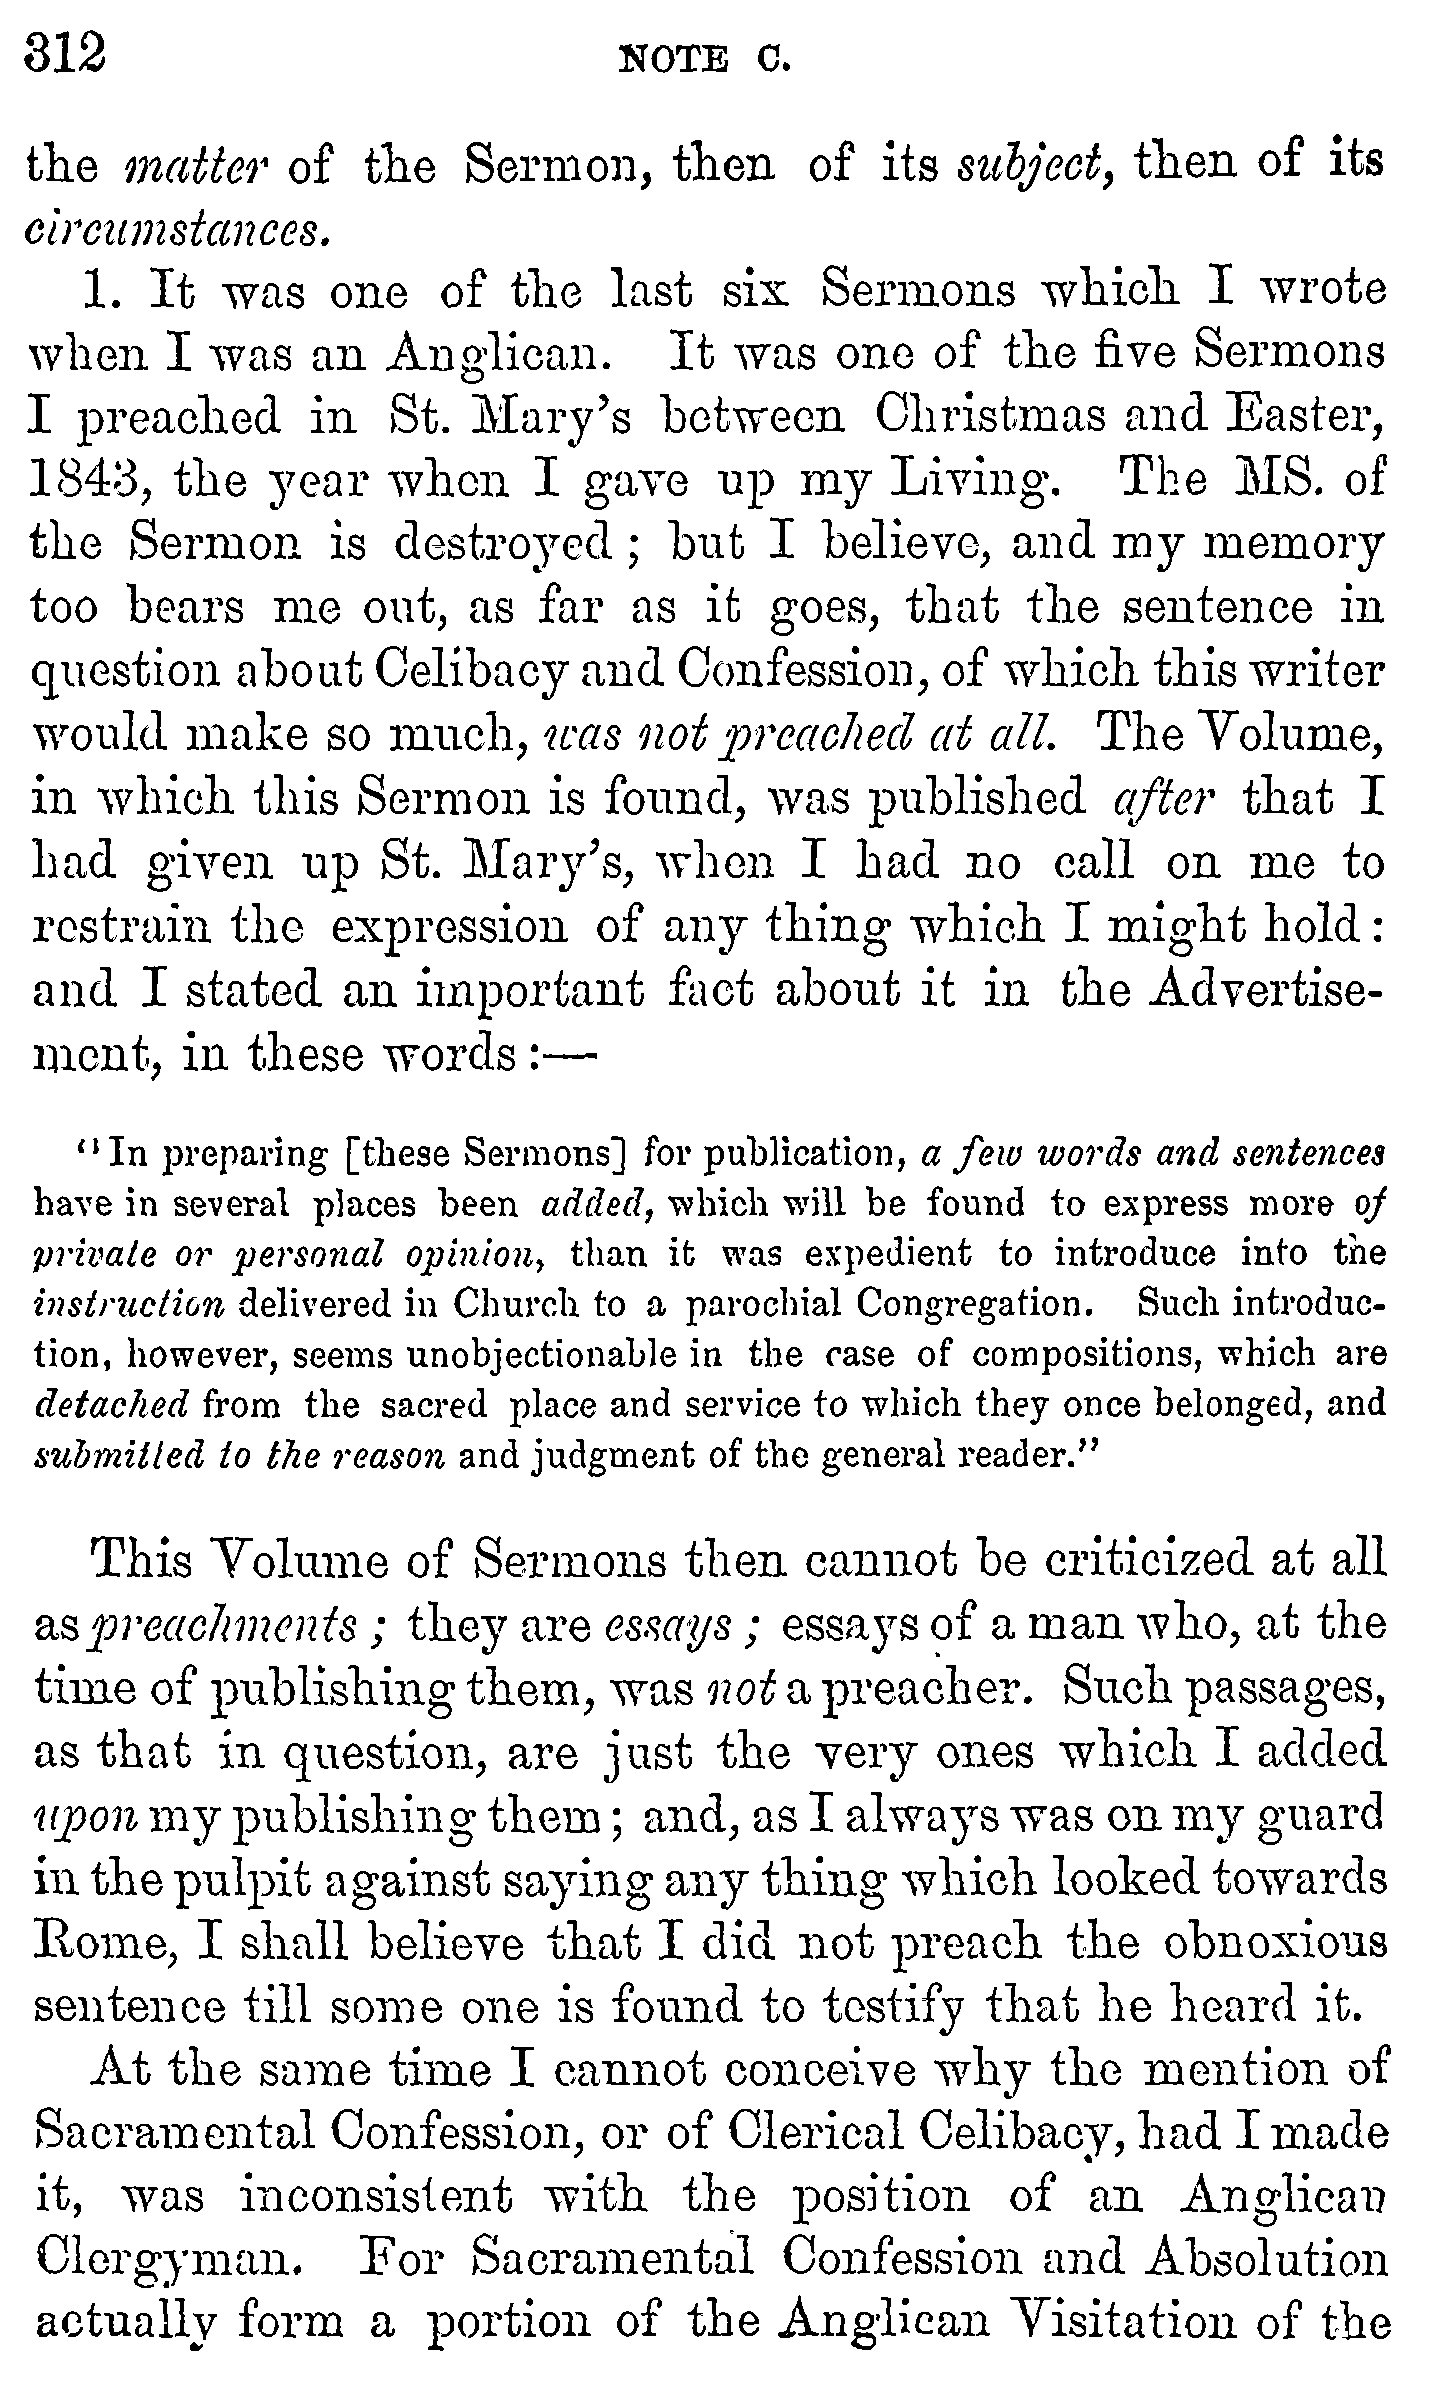 312 NOTE C.
the matter of the Sermon, then of its subject, then of its
circumstances.
1. It was one of the last six Sermons which I wrote
when I was an Anglican. It was one of the five Sermons
I preached in St. Mary's between Christmas and Easter,
1843, the year when I gave up my Living. The MS. of
the Sermon is destroyed; but I believe, and my memory
too bears me out, as far as it goes, that the sentence in
question about Celibacy and Confession, of which this writer
would make so much, was not preached at all. The Volume,
in which this Sermon is found, was published after that I
had given up St. Mary's, when I had no call on me to
restrain the expression of any thing which I might hold:
and I stated an important fact about it in the Advertise-
ment, in these words:—
"In preparing [these Sermons] for publication, a few words and sentences
have in several places been added, which will be found to express more of
private or personal opinion, than it was expedient to introduce into the
instruction delivered in Church to a parochial Congregation. Such introduc-
tion, however, seems unobjectionable in the case of compositions, which are
detached from the sacred place and service to which they once belonged, and
submitted to the reason and judgment of the general reader."
This Volume of Sermons then cannot be criticized at all
as preachments; they are essays; essays of a man who, at the
time of publishing them, was not a preacher. Such passages,
as that in question, are just the very ones which I added
upon my publishing them; and, as I always was on my guard
in the pulpit against saying any thing which looked towards
Rome, I shall believe that I did not preach the obnoxious
sentence till some one is found to testify that he heard it.
At the same time I cannot conceive why the mention of
Sacramental Confession, or of Clerical Celibacy, had I made
it, was inconsistent with the position of an Anglican
Clergyman. For Sacramental Confession and Absolution
actually form a portion of the Anglican Visitation of the